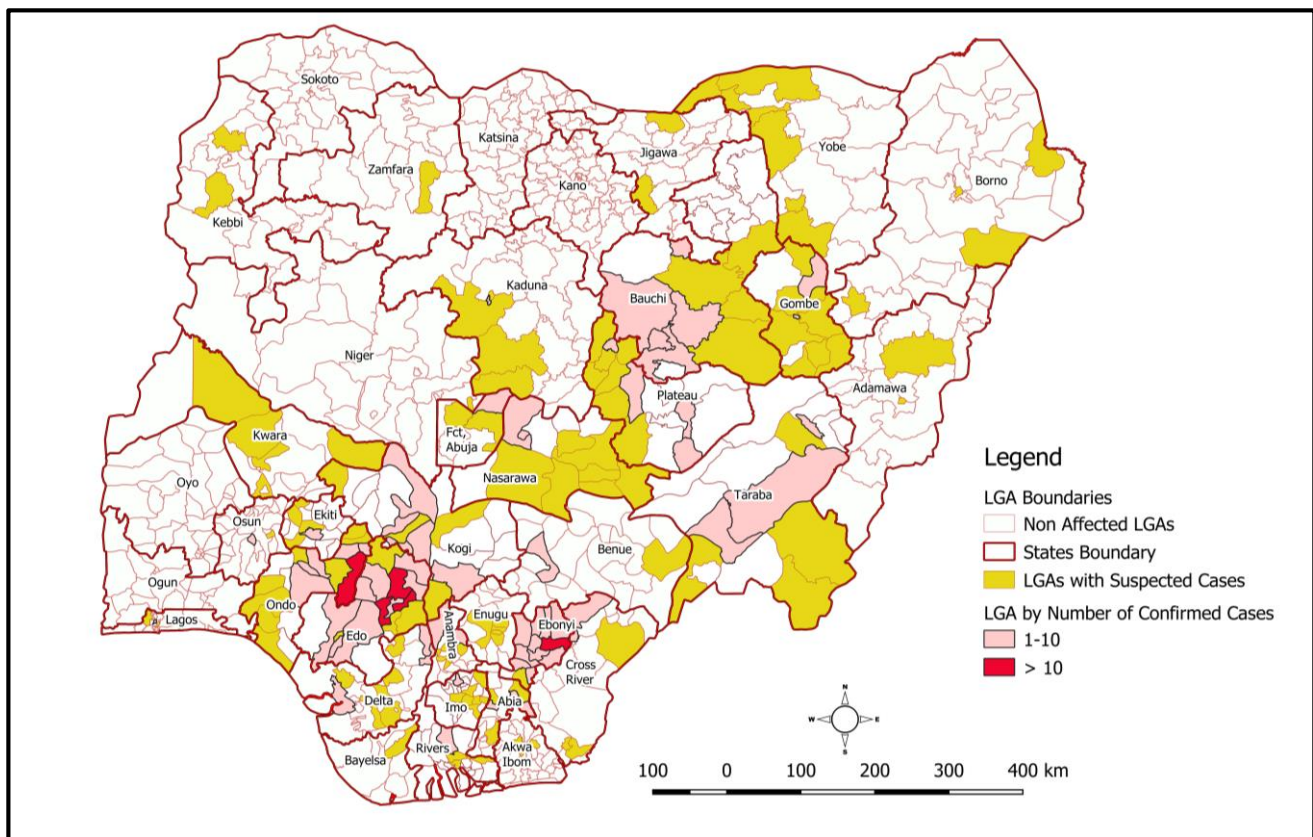 Sokoto
Katsina
Jigawa
Yobe
Zamfara
Kano
Borno
Kebbi
Kaduna
Bauchi
Gombe
Niger
Adamawa
Plateau
Fct,
Abuja
Kwara
Nasarawa
Taraba
Oyo
Osun
Ekiti
Kogi
Benue
Ogun
Ondo
Lagos
Edo
Anambra
Enugu
Ebonyi
Cross
River
Delta
Imo
Abia
Bayelsa
Rivers
Akwa
Ibom
Legend
LGA Boundaries
Non Affected LGAs
States Boundary
LGAs with Suspected Cases
LGA by Number of Confirmed Cases
1-10
> 10
N
W
E
S
100 0 100 200 300 400 km